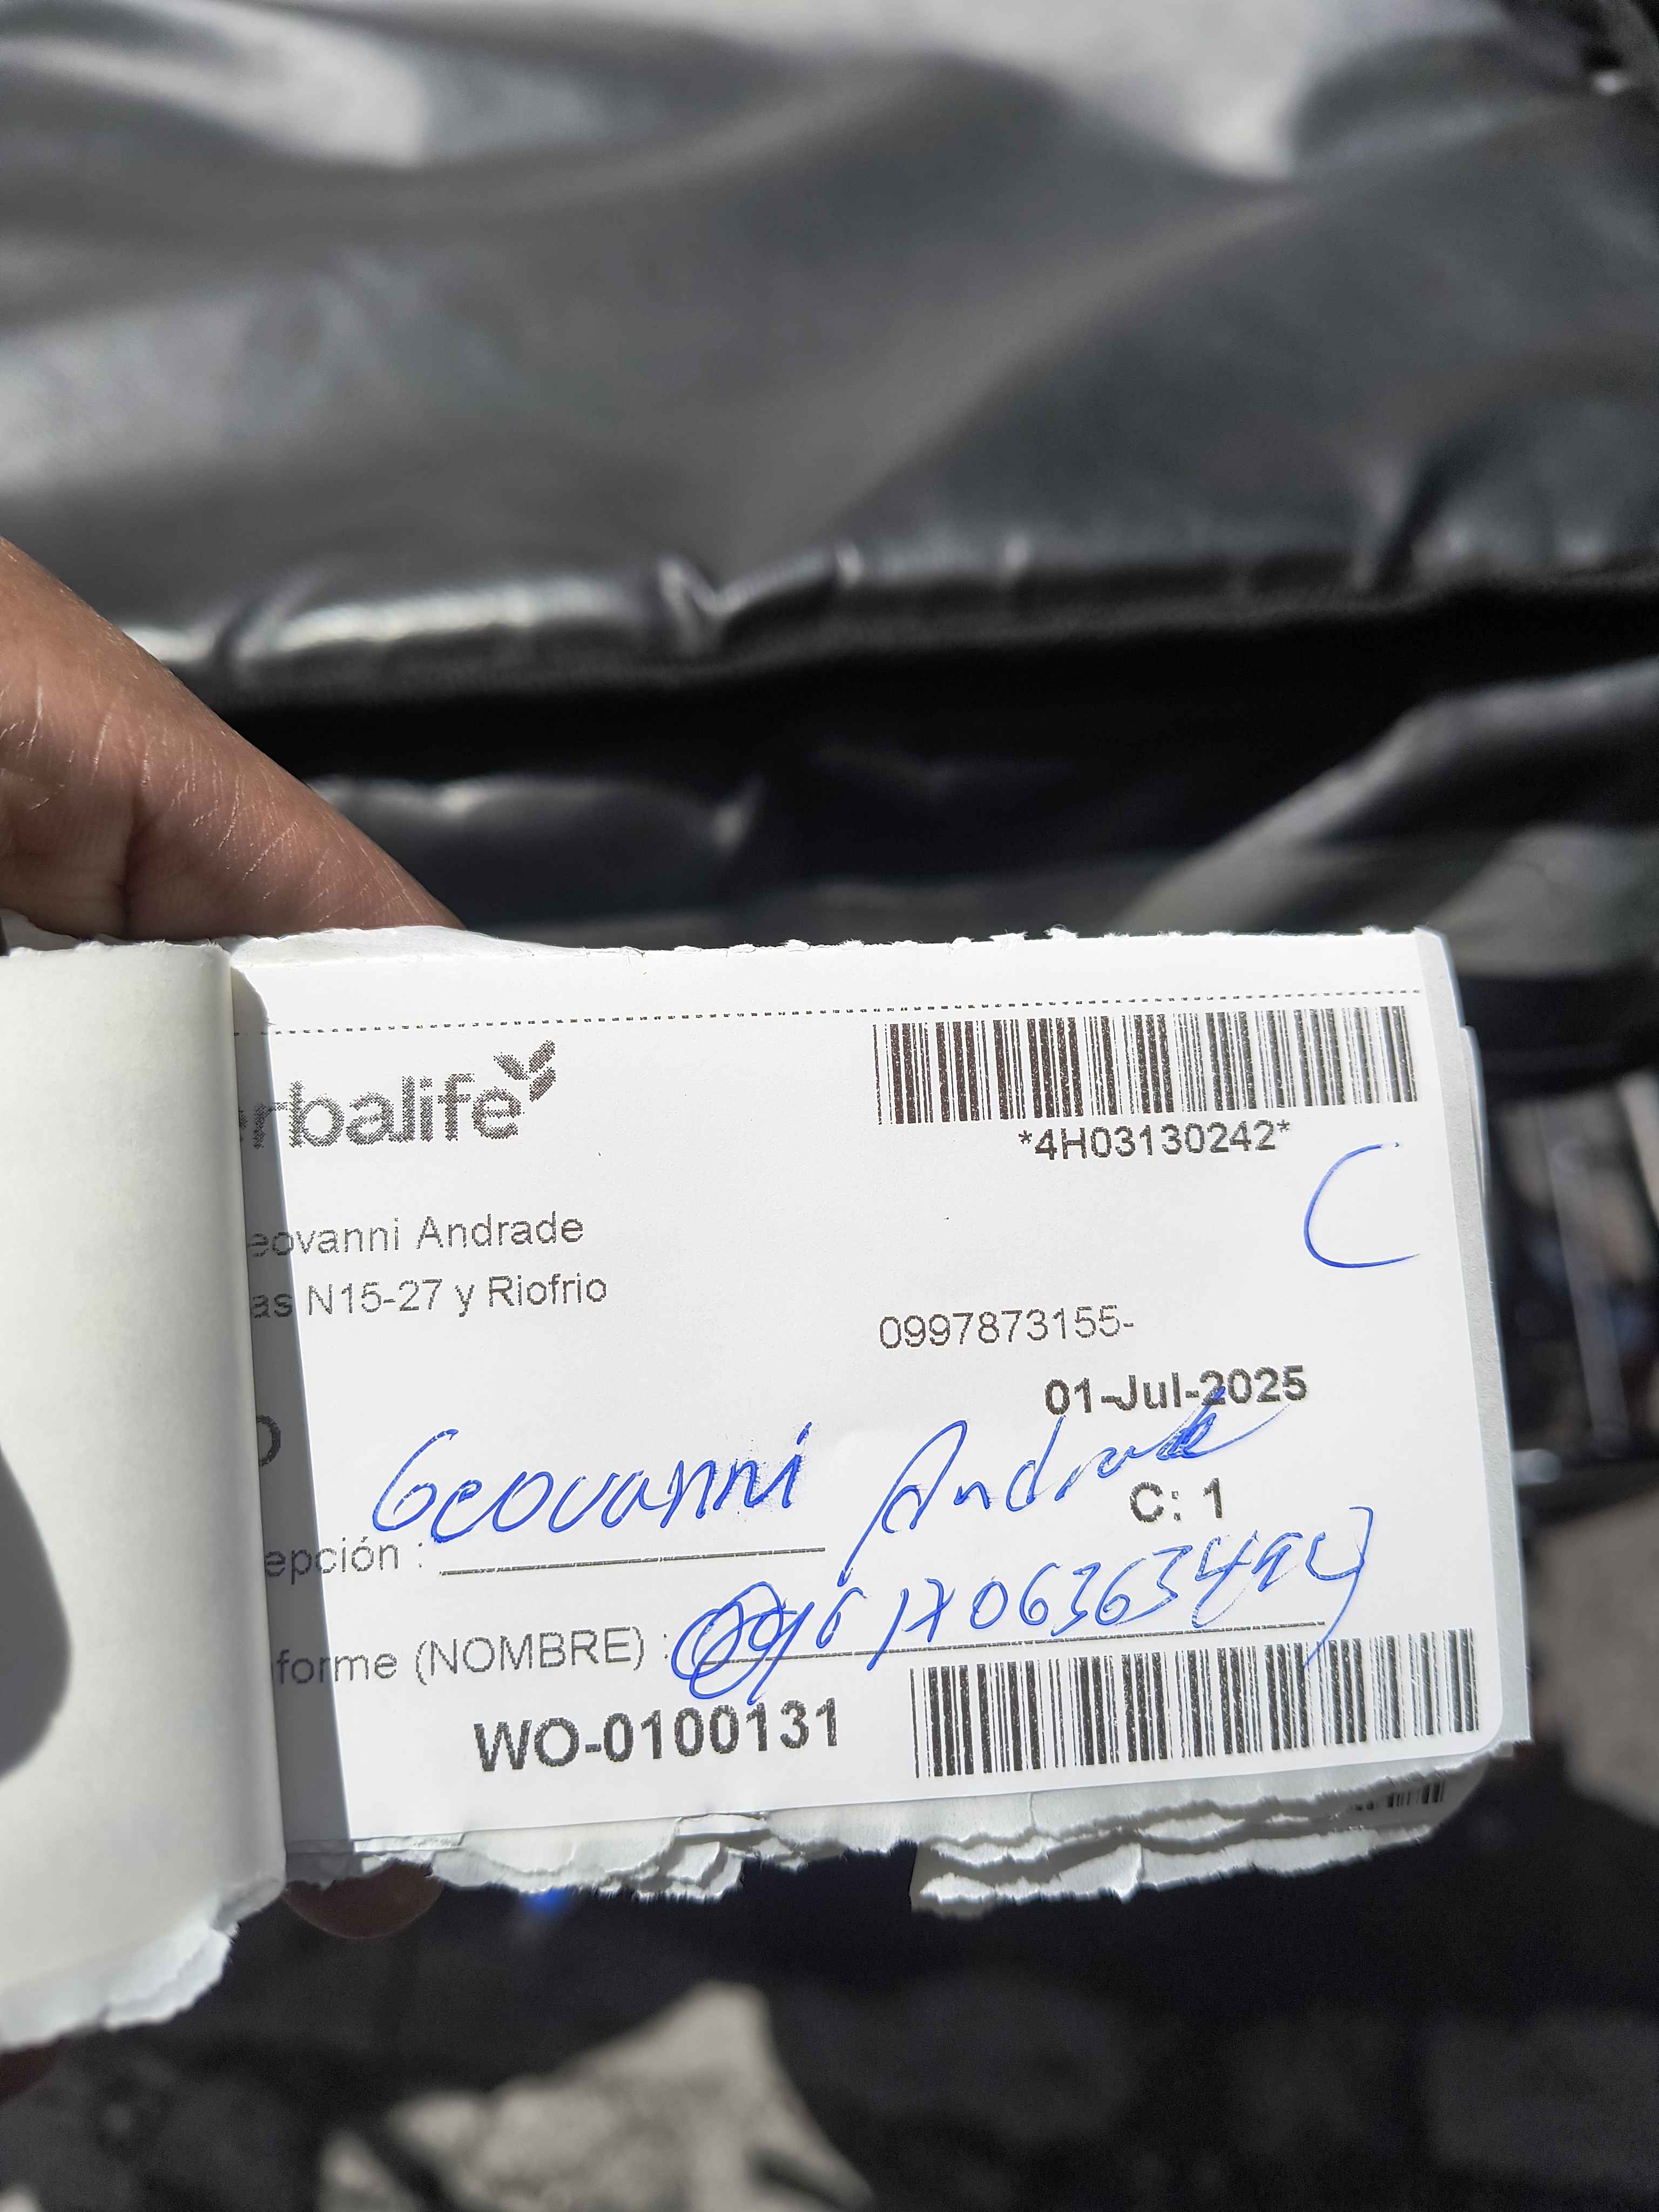 rbalife
*4H03130242*
C
eovanni Andrade
as N15-27 y Riofrio
0997873155-
01-Jul-2025
O
Geovanni Andrade
C: 1
epción :
forme (NOMBRE) :
WO-0100131